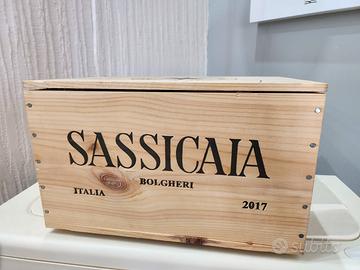 SASSICAIA
BOLGHERI
ITALIA
2017
subito